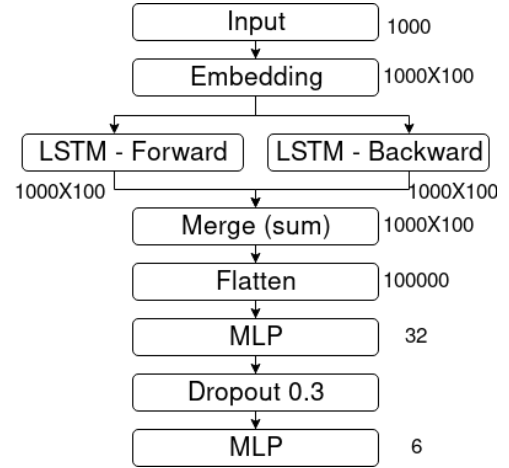 Input 1000
Embedding 1000X100
LSTM - Forward LSTM - Backward
1000X100 1000X100
Merge (sum) 1000X100
Flatten 100000
MLP 32
Dropout 0.3
MLP 6